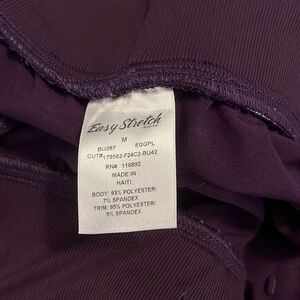 Easy Stretch
M
BU287 EGGPL
CUT# 179562-F24C2-BU42
RN# 116892
MADE IN
HAITI
BODY: 93% POLYESTER/
7% SPANDEX
TRIM: 95% POLYESTER/
5% SPANDEX